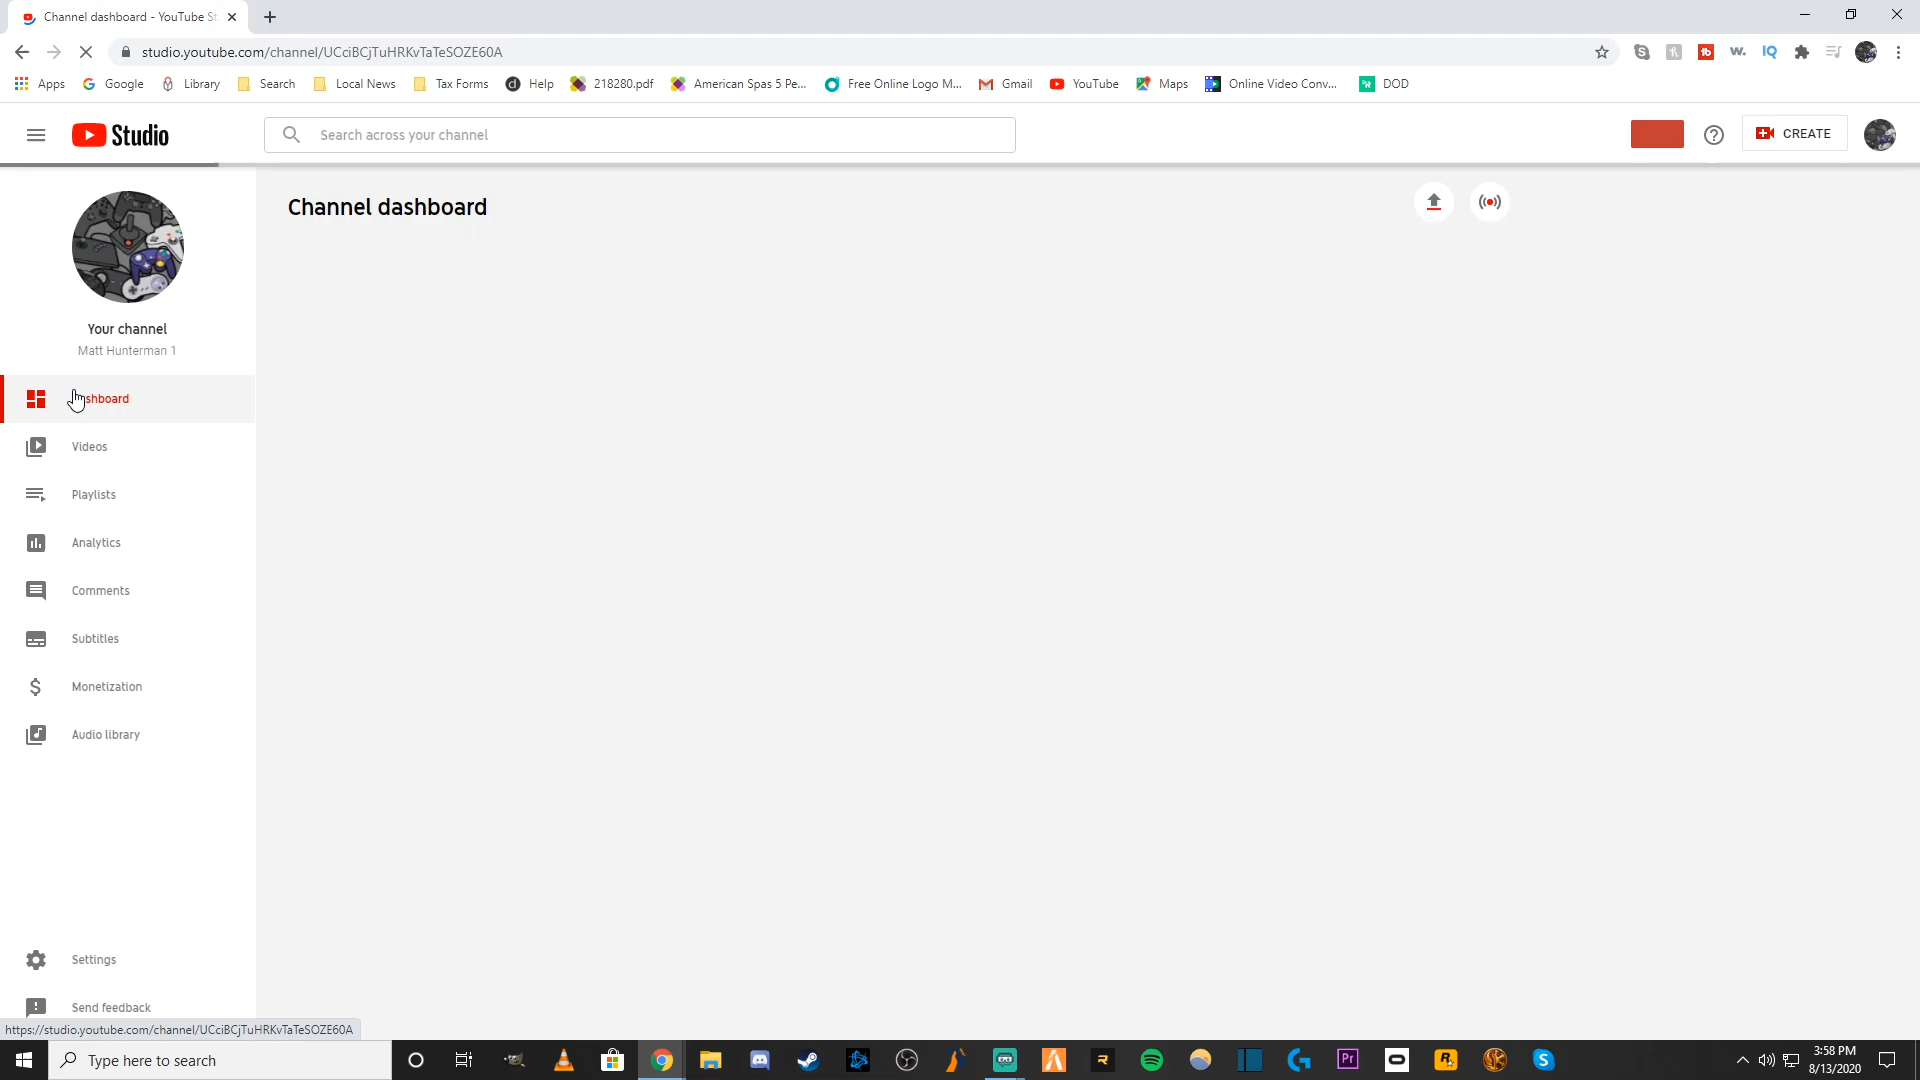 Channel dashboard - YouTube St
studio.youtube.com/channel/UCciBCjTuHRKvTaTeSOZE60A
Apps Google Library Search Local News Tax Forms Help 218280.pdf American Spas 5 Pe... Free Online Logo M... Gmail YouTube Maps Online Video Conv... DOD
Studio
Search across your channel
CREATE
Channel dashboard
Your channel
Matt Hunterman 1
shboard
Videos
Playlists
Analytics
Comments
Subtitles
Monetization
Audio library
Settings
Send feedback
https://studio.youtube.com/channel/UCciBCjTuHRKvTaTeSOZE60A
Type here to search
3:58 PM
8/13/2020